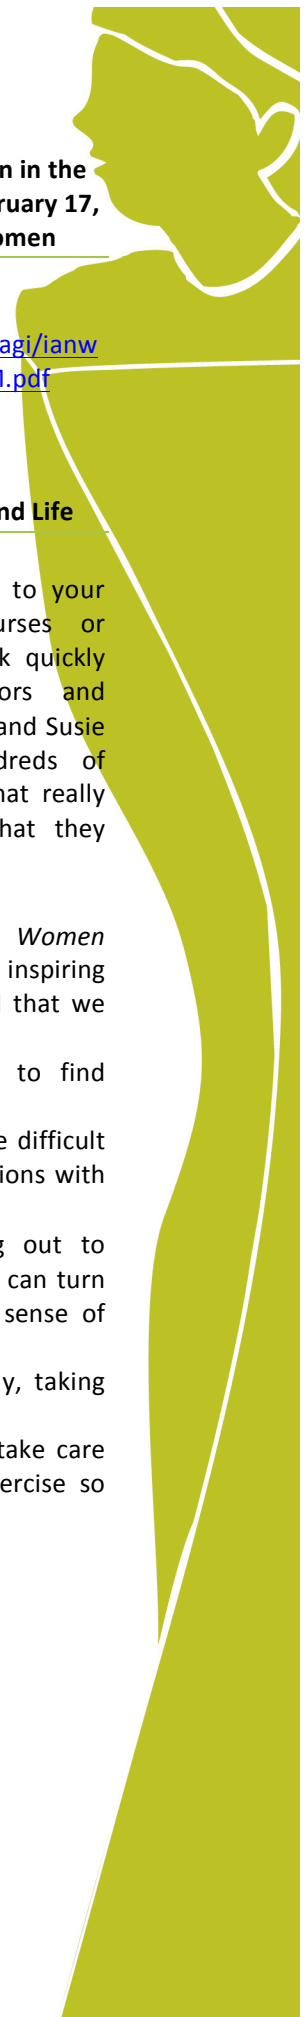 n in the
ruary 17,
omen
agi/ianw
1.pdf
nd Life
to your
urses or
k quickly
ors and
and Susie
dreds of
hat really
hat they
Women
inspiring
that we
to find
e difficult
ions with
g out to
can turn
sense of
y, taking
take care
ercise so